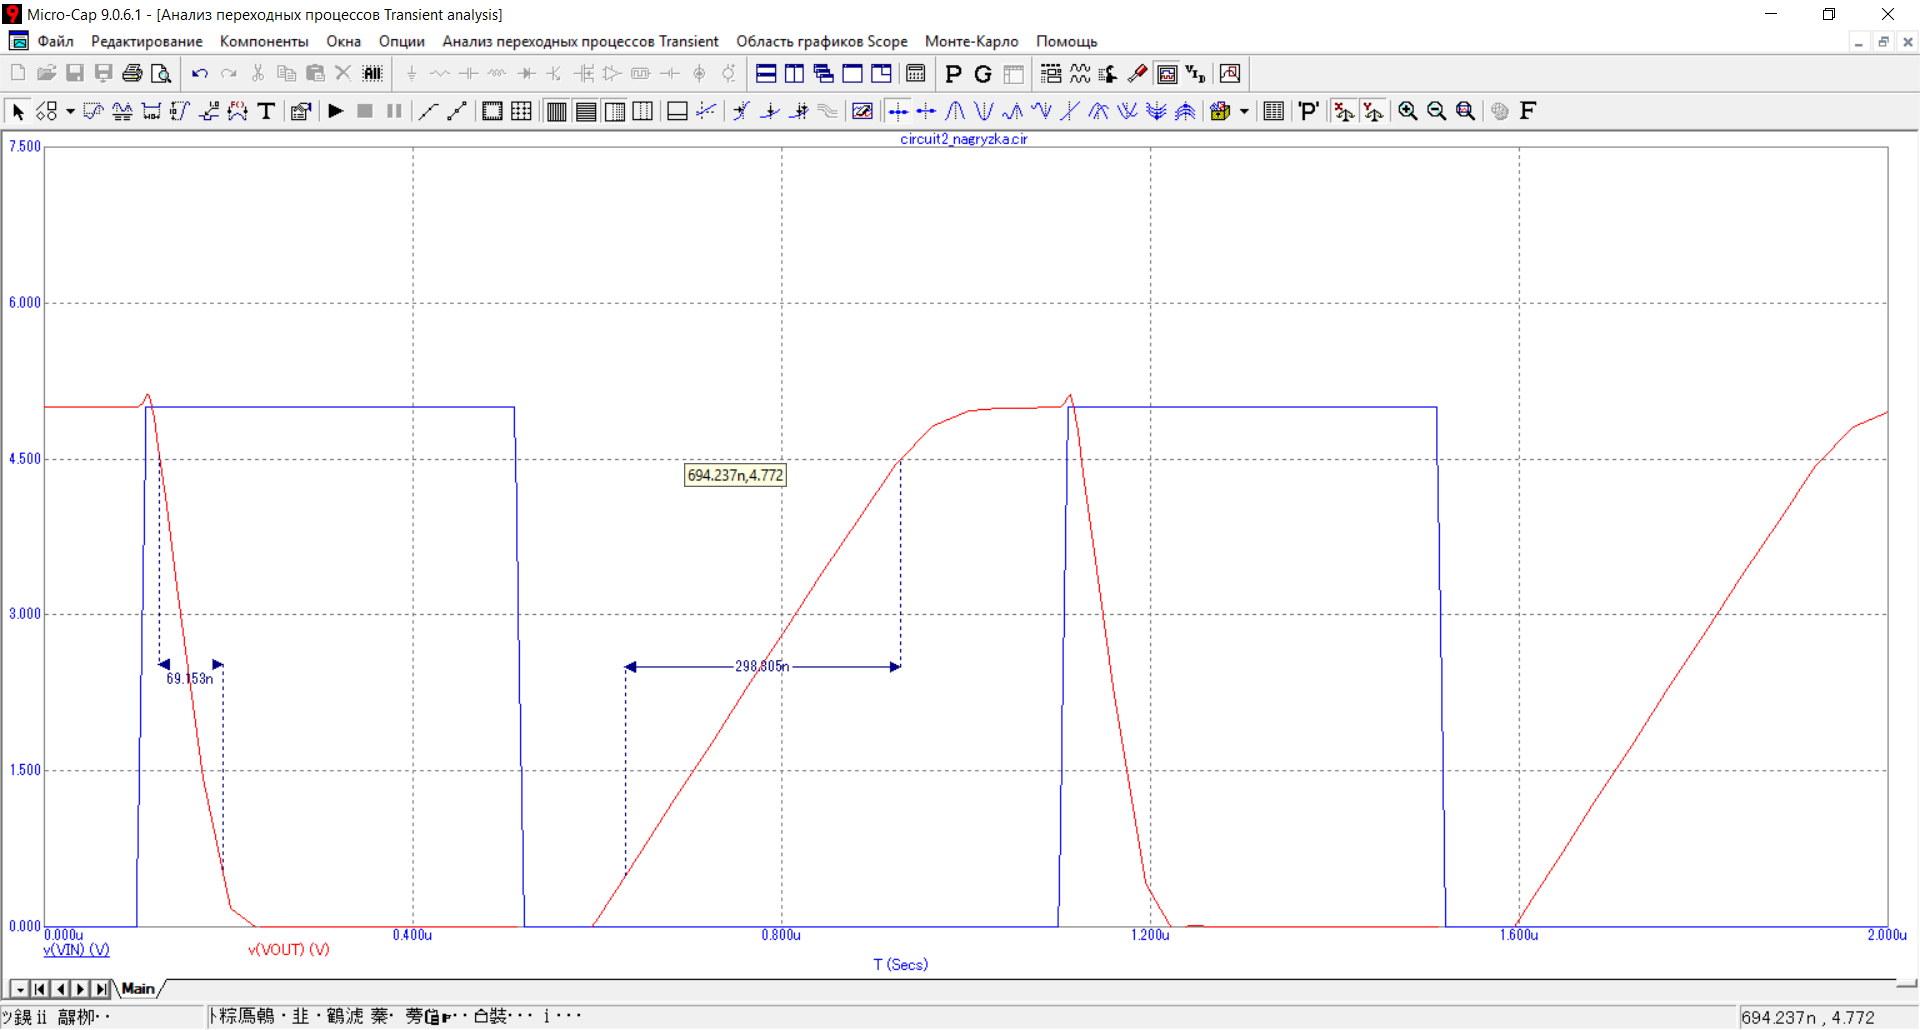 Micro-Cap 9.0.6.1 - [Анализ переходных процессов Transient analysis]
Файл Редактирование Компоненты Окна Опции Анализ переходных процессов Transient Область графиков Scope Монте-Карло Помощь
P G
T 'P' F
circuit2_nagryzka.cir
7.500
6.000
4.500
694.237n,4.772
3.000
298.805n
69.153n
1.500
0.000
0.000u 0.400u 0.800u 1.200u 1.600u 2.000u
v(VIN) (V) v(VOUT) (V)
T (Secs)
Main
694.237n , 4.772